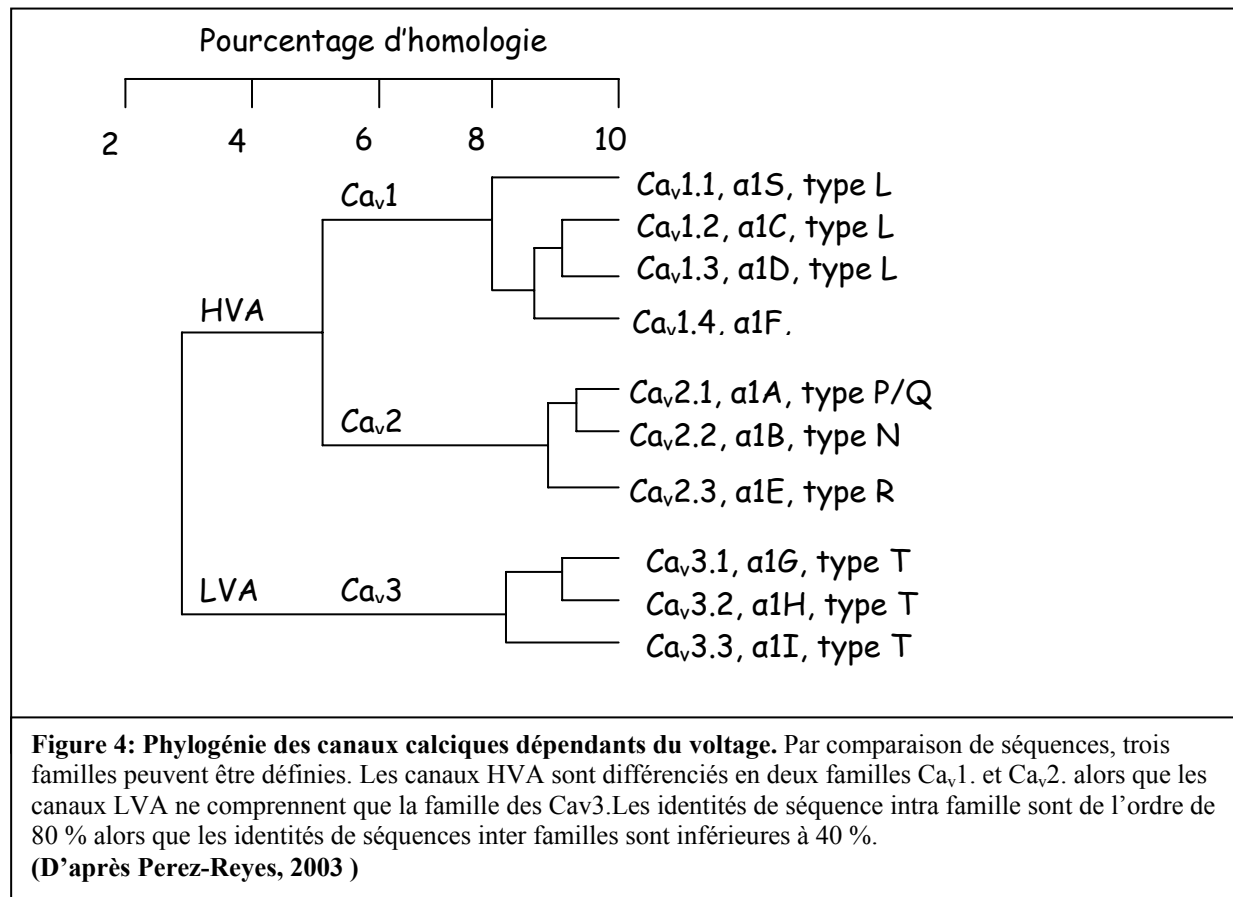 Pourcentage d'homologie
2 4 6 8 10
Caᵥ1
Caᵥ1.1, α1S, type L
Caᵥ1.2, α1C, type L
Caᵥ1.3, α1D, type L
HVA
Caᵥ1.4, α1F,
Caᵥ2.1, α1A, type P/Q
Caᵥ2
Caᵥ2.2, α1B, type N
Caᵥ2.3, α1E, type R
Caᵥ3.1, α1G, type T
LVA Caᵥ3
Caᵥ3.2, α1H, type T
Caᵥ3.3, α1I, type T
Figure 4: Phylogénie des canaux calciques dépendants du voltage. Par comparaison de séquences, trois
familles peuvent être définies. Les canaux HVA sont différenciés en deux familles Caᵥ1. et Caᵥ2. alors que les
canaux LVA ne comprennent que la famille des Cav3.Les identités de séquence intra famille sont de l'ordre de
80 % alors que les identités de séquences inter familles sont inférieures à 40 %.
(D'après Perez-Reyes, 2003 )